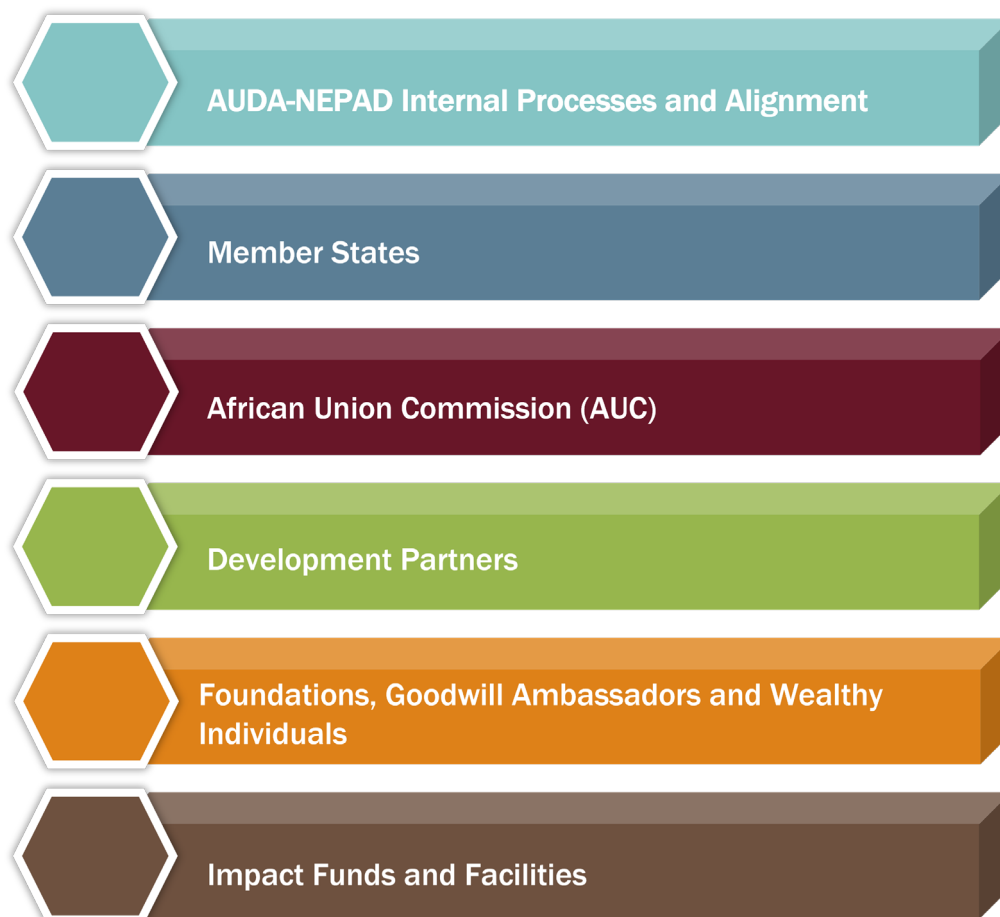 AUDA-NEPAD Internal Processes and Alignment
Member States
African Union Commission (AUC)
Development Partners
Foundations, Goodwill Ambassadors and Wealthy
Individuals
Impact Funds and Facilities